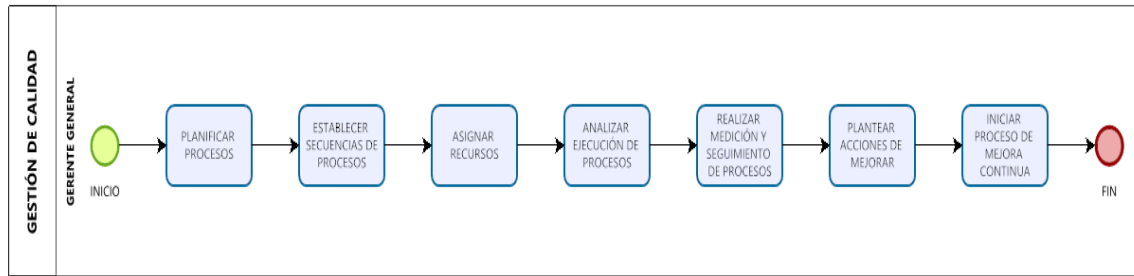 GESTIÓN DE CALIDAD
GERENTE GENERAL
INICIO
PLANIFICAR
PROCESOS
ESTABLECER
SECUENCIAS DE
PROCESOS
ASIGNAR
RECURSOS
ANALIZAR
EJECUCIÓN DE
PROCESOS
REALIZAR
MEDICIÓN Y
SEGUIMIENTO
DE PROCESOS
PLANTEAR
ACCIONES DE
MEJORAR
INICIAR
PROCESO DE
MEJORA
CONTINUA
FIN